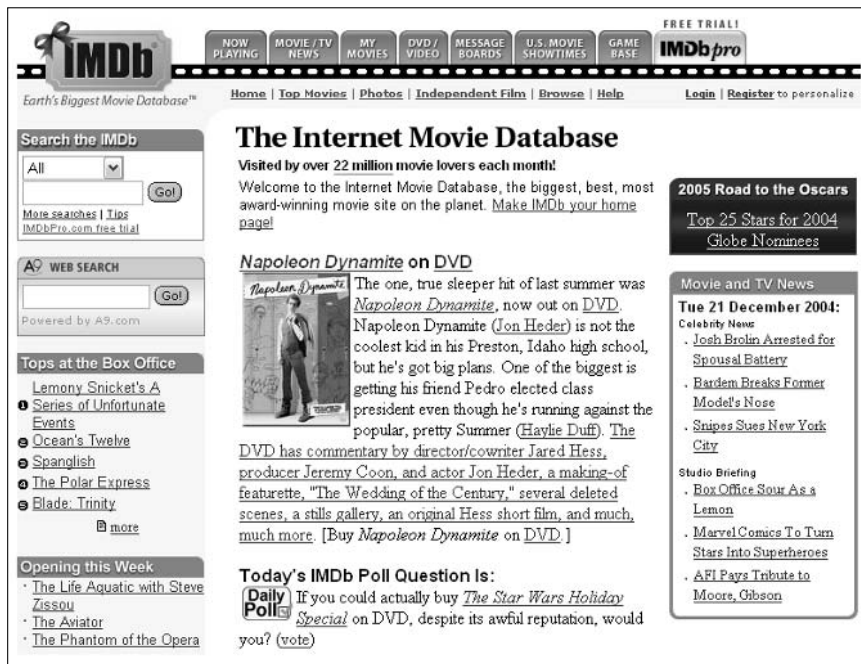 FREE TRIAL!
IMDb
NOW PLAYING
MOVIE / TV NEWS
MY MOVIES
DVD / VIDEO
MESSAGE BOARDS
U.S. MOVIE SHOWTIMES
GAME BASE
IMDbpro
Earth's Biggest Movie Database™
Home | Top Movies | Photos | Independent Film | Browse | Help
Login | Register to personalize
Search the IMDb
All
Go!
More searches | Tips
IMDbPro.com free trial
A9 WEB SEARCH
Go!
Powered by A9.com
Tops at the Box Office
Lemony Snicket's A
1 Series of Unfortunate
Events
2 Ocean's Twelve
3 Spanglish
4 The Polar Express
5 Blade: Trinity
more
Opening this Week
· The Life Aquatic with Steve
Zissou
· The Aviator
· The Phantom of the Opera
The Internet Movie Database
Visited by over 22 million movie lovers each month!
Welcome to the Internet Movie Database, the biggest, best, most
award-winning movie site on the planet. Make IMDb your home
page!
Napoleon Dynamite on DVD
Napoleon Dynamite
The one, true sleeper hit of last summer was
Napoleon Dynamite, now out on DVD.
Napoleon Dynamite (Jon Heder) is not the
coolest kid in his Preston, Idaho high school,
but he's got big plans. One of the biggest is
getting his friend Pedro elected class
president even though he's running against the
popular, pretty Summer (Haylie Duff). The
DVD has commentary by director/cowriter Jared Hess,
producer Jeremy Coon, and actor Jon Heder, a making-of
featurette, "The Wedding of the Century," several deleted
scenes, a stills gallery, an original Hess short film, and much,
much more. [Buy Napoleon Dynamite on DVD.]
Today's IMDb Poll Question Is:
Daily Poll
If you could actually buy The Star Wars Holiday
Special on DVD, despite its awful reputation, would
you? (vote)
2005 Road to the Oscars
Top 25 Stars for 2004
Globe Nominees
Movie and TV News
Tue 21 December 2004:
Celebrity News
. Josh Brolin Arrested for
Spousal Battery
. Bardem Breaks Former
Model's Nose
. Snipes Sues New York
City
Studio Briefing
. Box Office Sour As a
Lemon
. Marvel Comics To Turn
Stars Into Superheroes
. AFI Pays Tribute to
Moore, Gibson